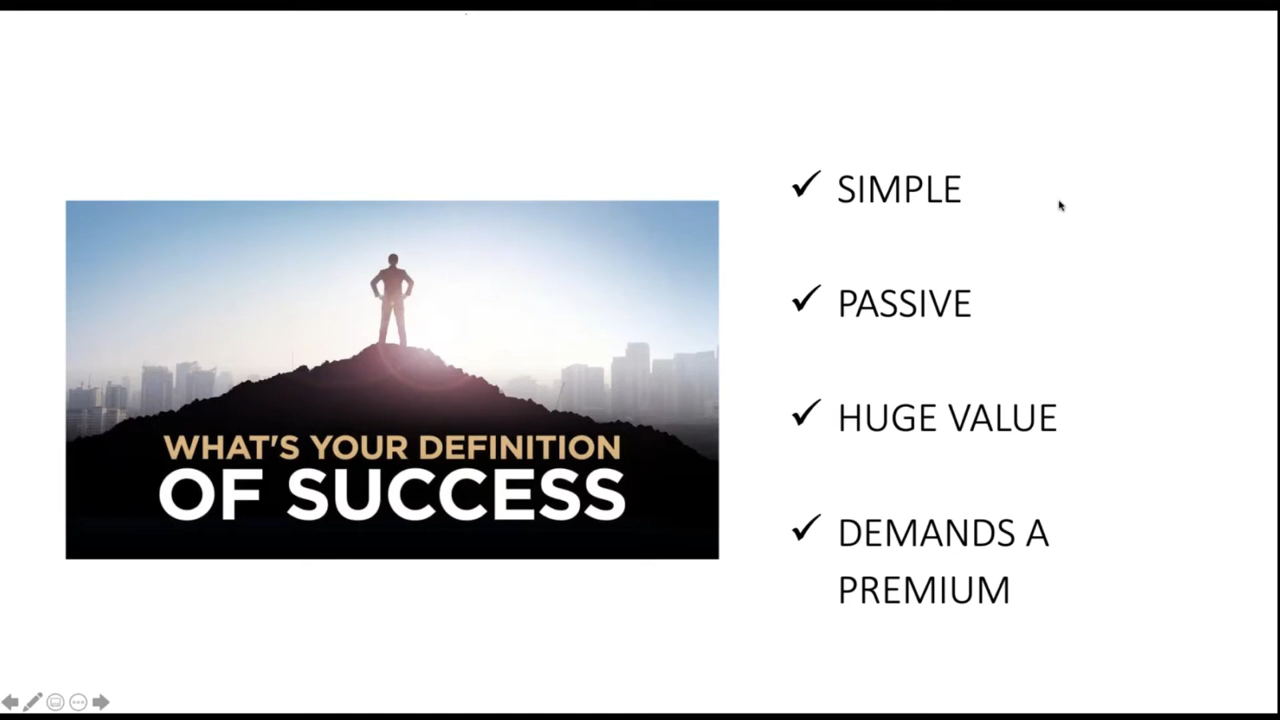 WHAT'S YOUR DEFINITION
OF SUCCESS
SIMPLE
PASSIVE
HUGE VALUE
DEMANDS A
PREMIUM